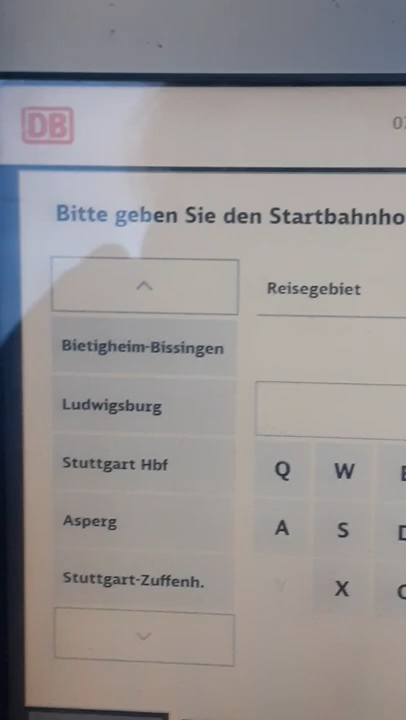 DB
Bitte geben Sie den Startbahnho
Reisegebiet
Bietigheim-Bissingen
Ludwigsburg
Stuttgart Hbf
Asperg
Stuttgart-Zuffenh.
Q W
A S
X